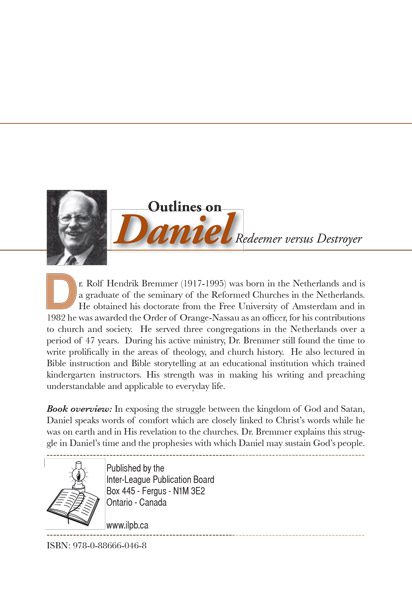 Outlines on
Daniel Redeemer versus Destroyer
Dr. Rolf Hendrik Bremmer (1917-1995) was born in the Netherlands and is
a graduate of the seminary of the Reformed Churches in the Netherlands.
He obtained his doctorate from the Free University of Amsterdam and in
1982 he was awarded the Order of Orange-Nassau as an officer, for his contributions
to church and society. He served three congregations in the Netherlands over a
period of 47 years. During his active ministry, Dr. Bremmer still found the time to
write prolifically in the areas of theology, and church history. He also lectured in
Bible instruction and Bible storytelling at an educational institution which trained
kindergarten instructors. His strength was in making his writing and preaching
understandable and applicable to everyday life.
Book overview: In exposing the struggle between the kingdom of God and Satan,
Daniel speaks words of comfort which are closely linked to Christ's words while he
was on earth and in His revelation to the churches. Dr. Bremmer explains this strug-
gle in Daniel's time and the prophesies with which Daniel may sustain God's people.
Published by the
Inter-League Publication Board
Box 445 - Fergus - N1M 3E2
Ontario - Canada
www.ilpb.ca
ISBN: 978-0-88666-046-8